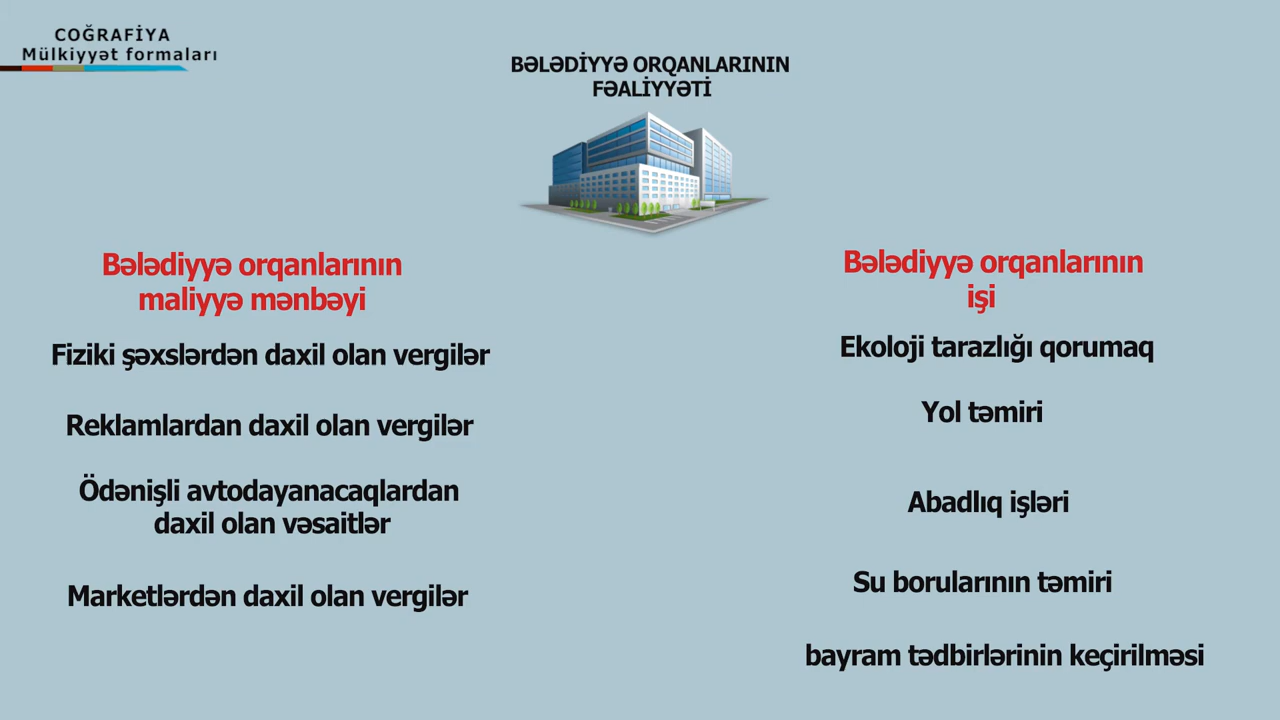 COĞRAFİYA
Mülkiyyət formaları
BƏLƏDİYYƏ ORQANLARININ
FƏALİYYƏTİ
Bələdiyyə orqanlarının
maliyyə mənbəyi
Fiziki şəxslərdən daxil olan vergilər
Reklamlardan daxil olan vergilər
Ödənişli avtodayanacaqlardan
daxil olan vəsaitlər
Marketlərdən daxil olan vergilər
Bələdiyyə orqanlarının
işi
Ekoloji tarazlığı qorumaq
Yol təmiri
Abadlıq işləri
Su borularının təmiri
bayram tədbirlərinin keçirilməsi